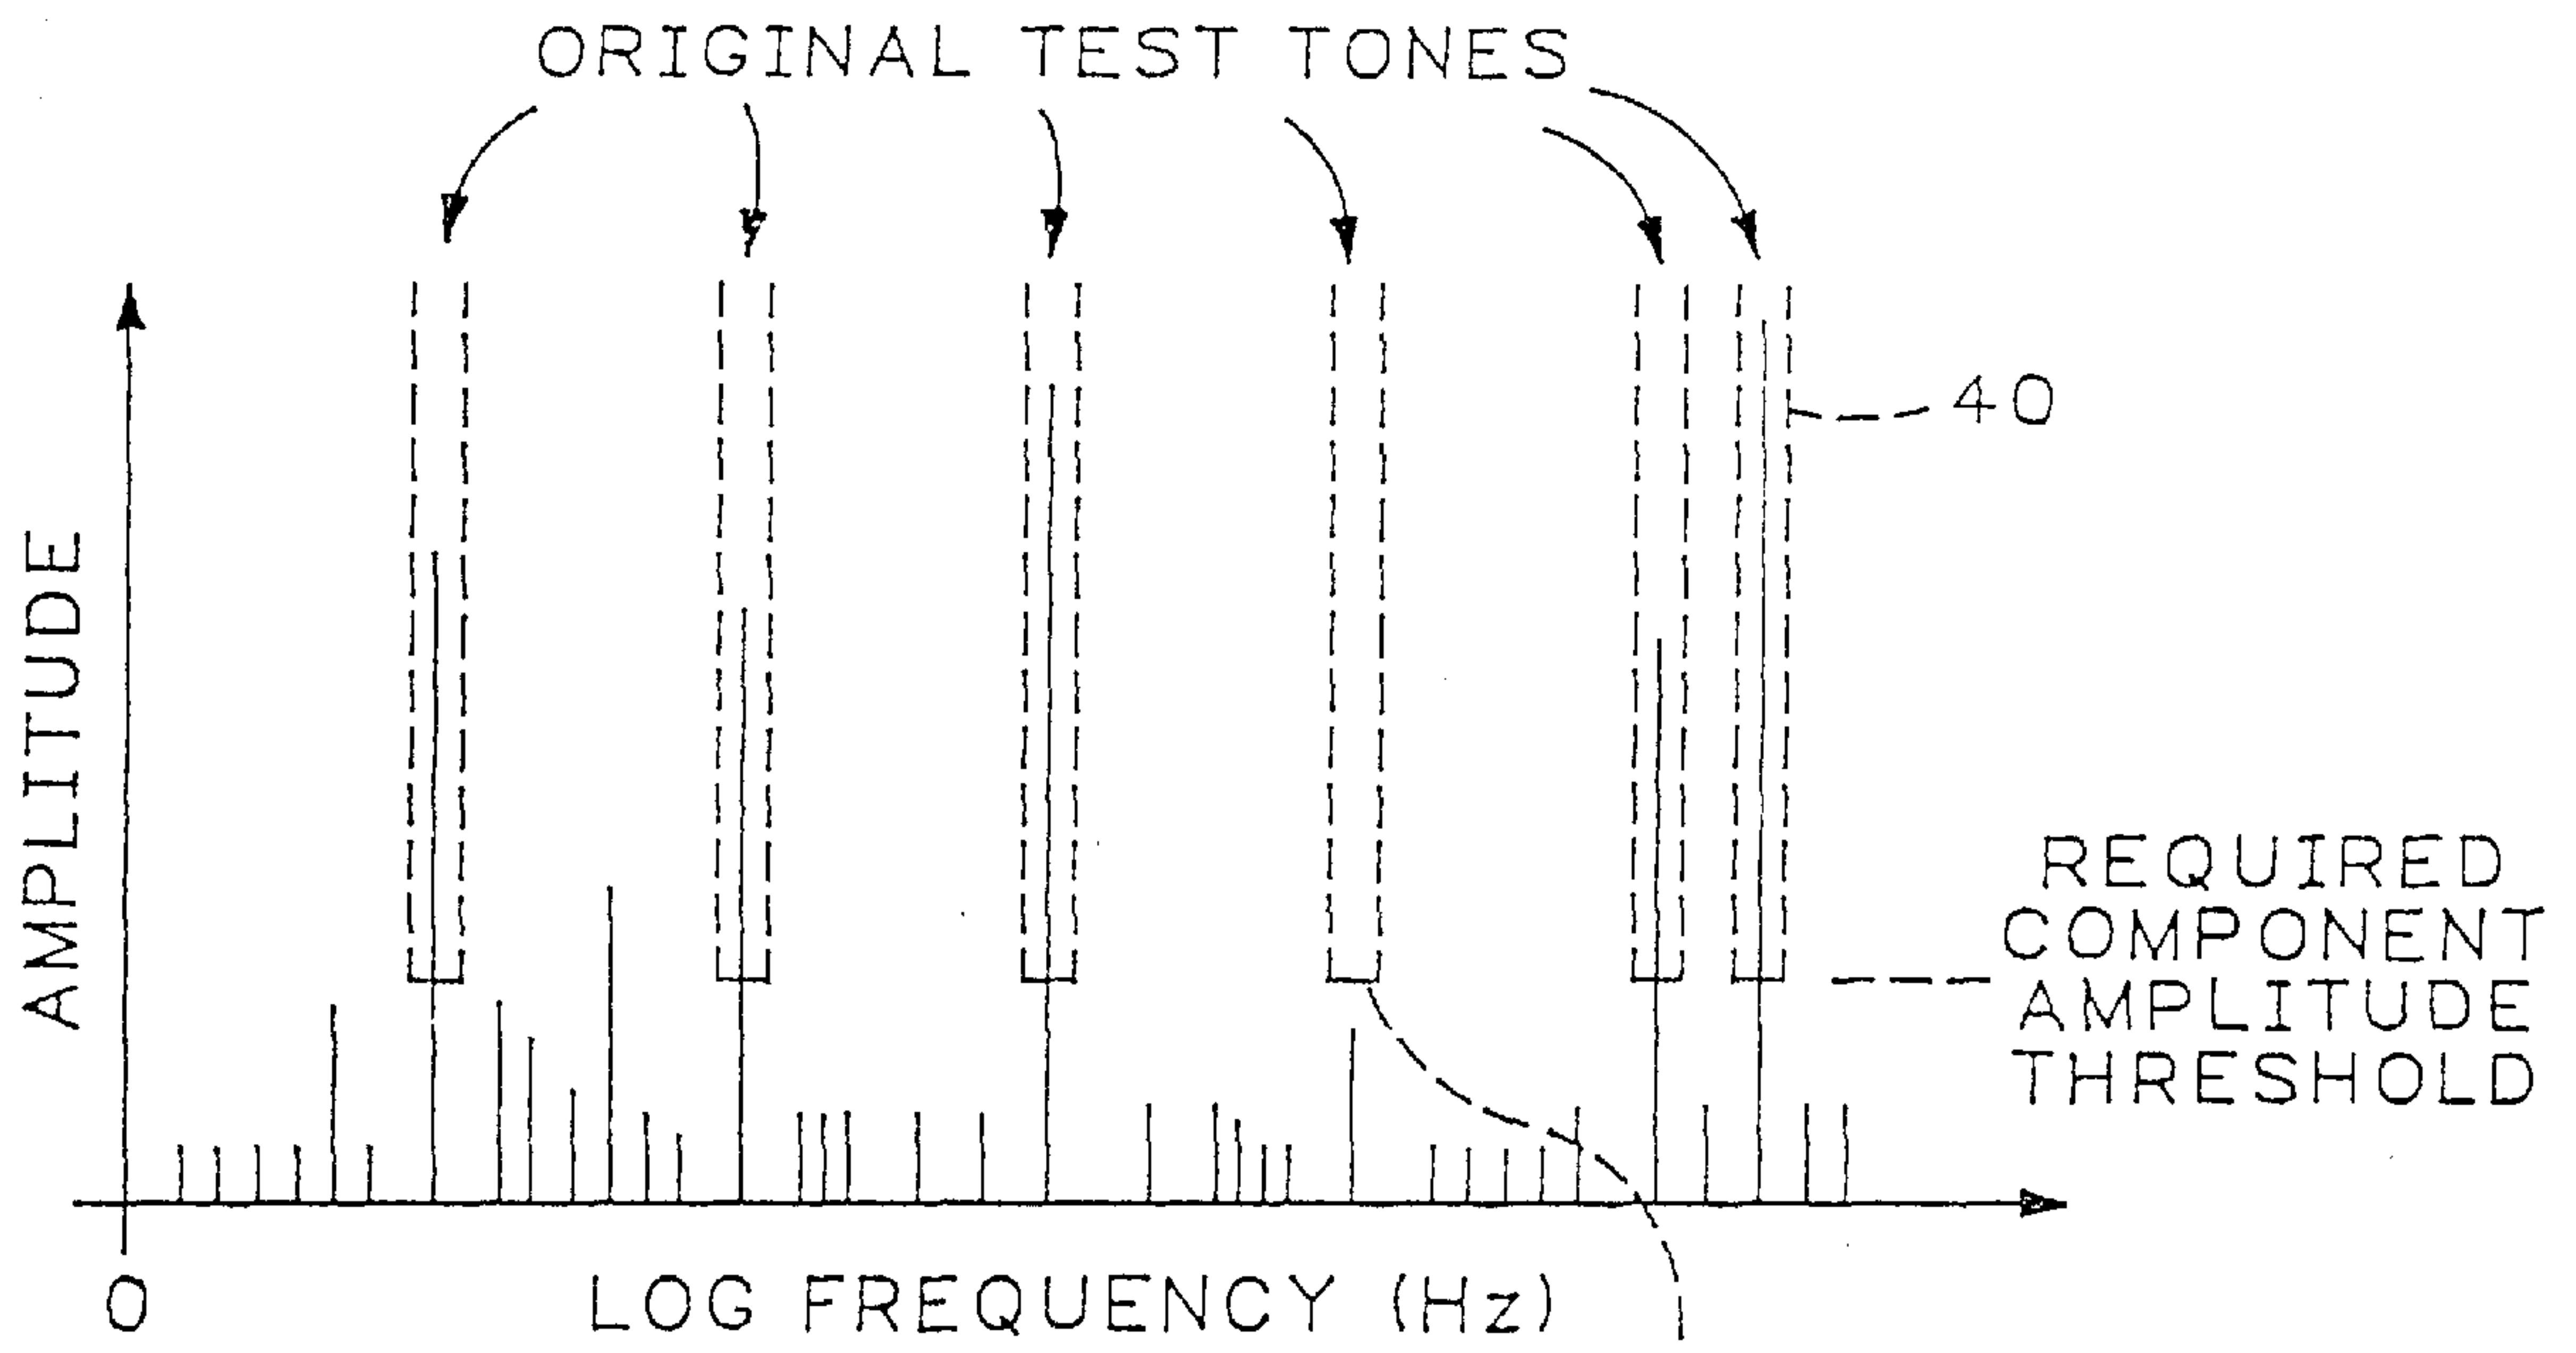 ORIGINAL TEST TONES
40
AMPLITUDE
REQUIRED
COMPONENT
AMPLITUDE
THRESHOLD
0
LOG FREQUENCY (Hz)